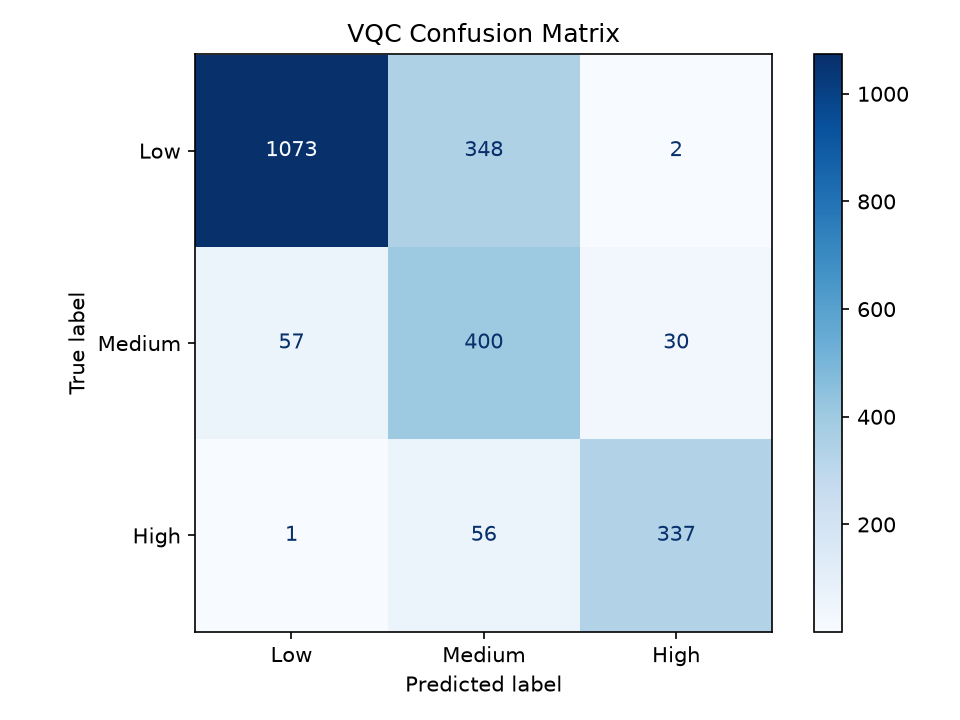 VQC Confusion Matrix
True label
Low
Medium
High
1073 348 2
57 400 30
1 56 337
Low Medium High
Predicted label
1000
800
600
400
200